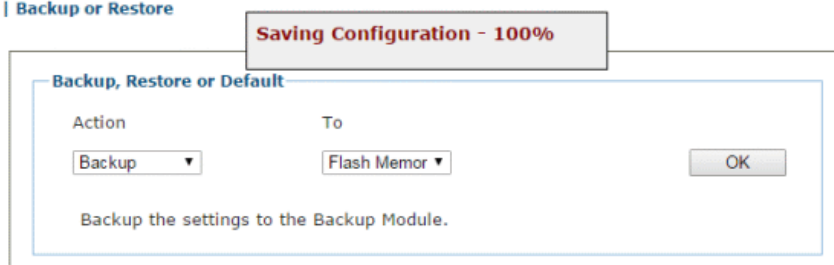 | Backup or Restore
Saving Configuration - 100%
Backup, Restore or Default
Action To
Backup Flash Memor OK
Backup the settings to the Backup Module.